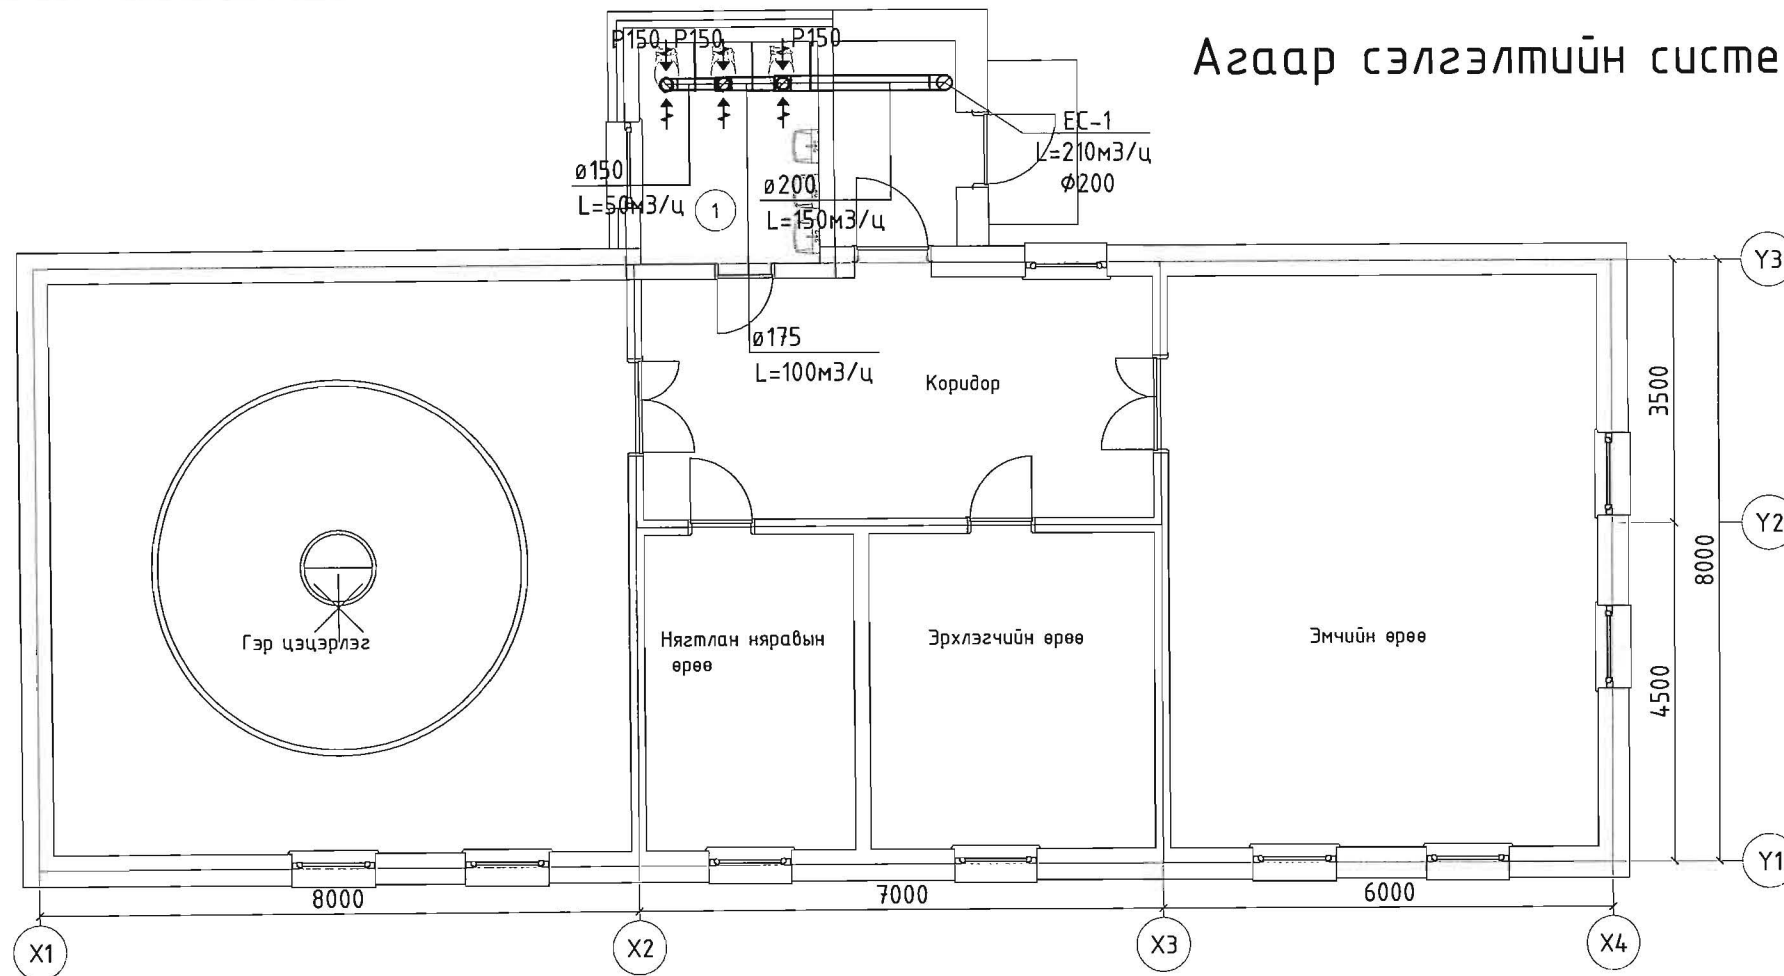 Агаар сэлгэлтийн систе
P150 P150 P150
ЕС-1
L=210м3/ц
Ф200
ø150
L=50м3/ц
1
ø200
L=150м3/ц
ø175
L=100м3/ц
Коридор
Гэр цэцэрлэг
Нягтлан няравын
өрөө
Эрхлэгчийн өрөө
Эмчийн өрөө
3500
4500
8000
Y3
Y2
Y1
8000
7000
6000
X1
X2
X3
X4